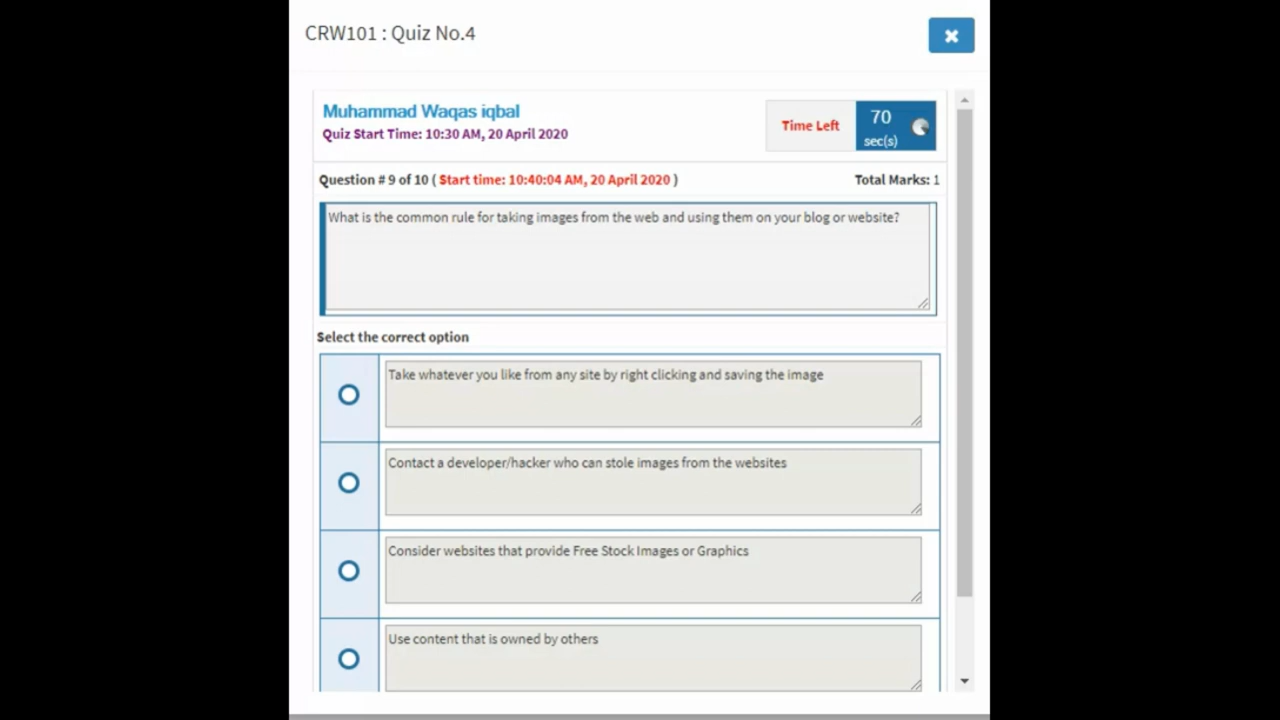 CRW101 : Quiz No.4
Muhammad Waqas iqbal
Quiz Start Time: 10:30 AM, 20 April 2020
Time Left
70
sec(s)
Question # 9 of 10 ( Start time: 10:40:04 AM, 20 April 2020 )
Total Marks: 1
What is the common rule for taking images from the web and using them on your blog or website?
Select the correct option
Take whatever you like from any site by right clicking and saving the image
Contact a developer/hacker who can stole images from the websites
Consider websites that provide Free Stock Images or Graphics
Use content that is owned by others